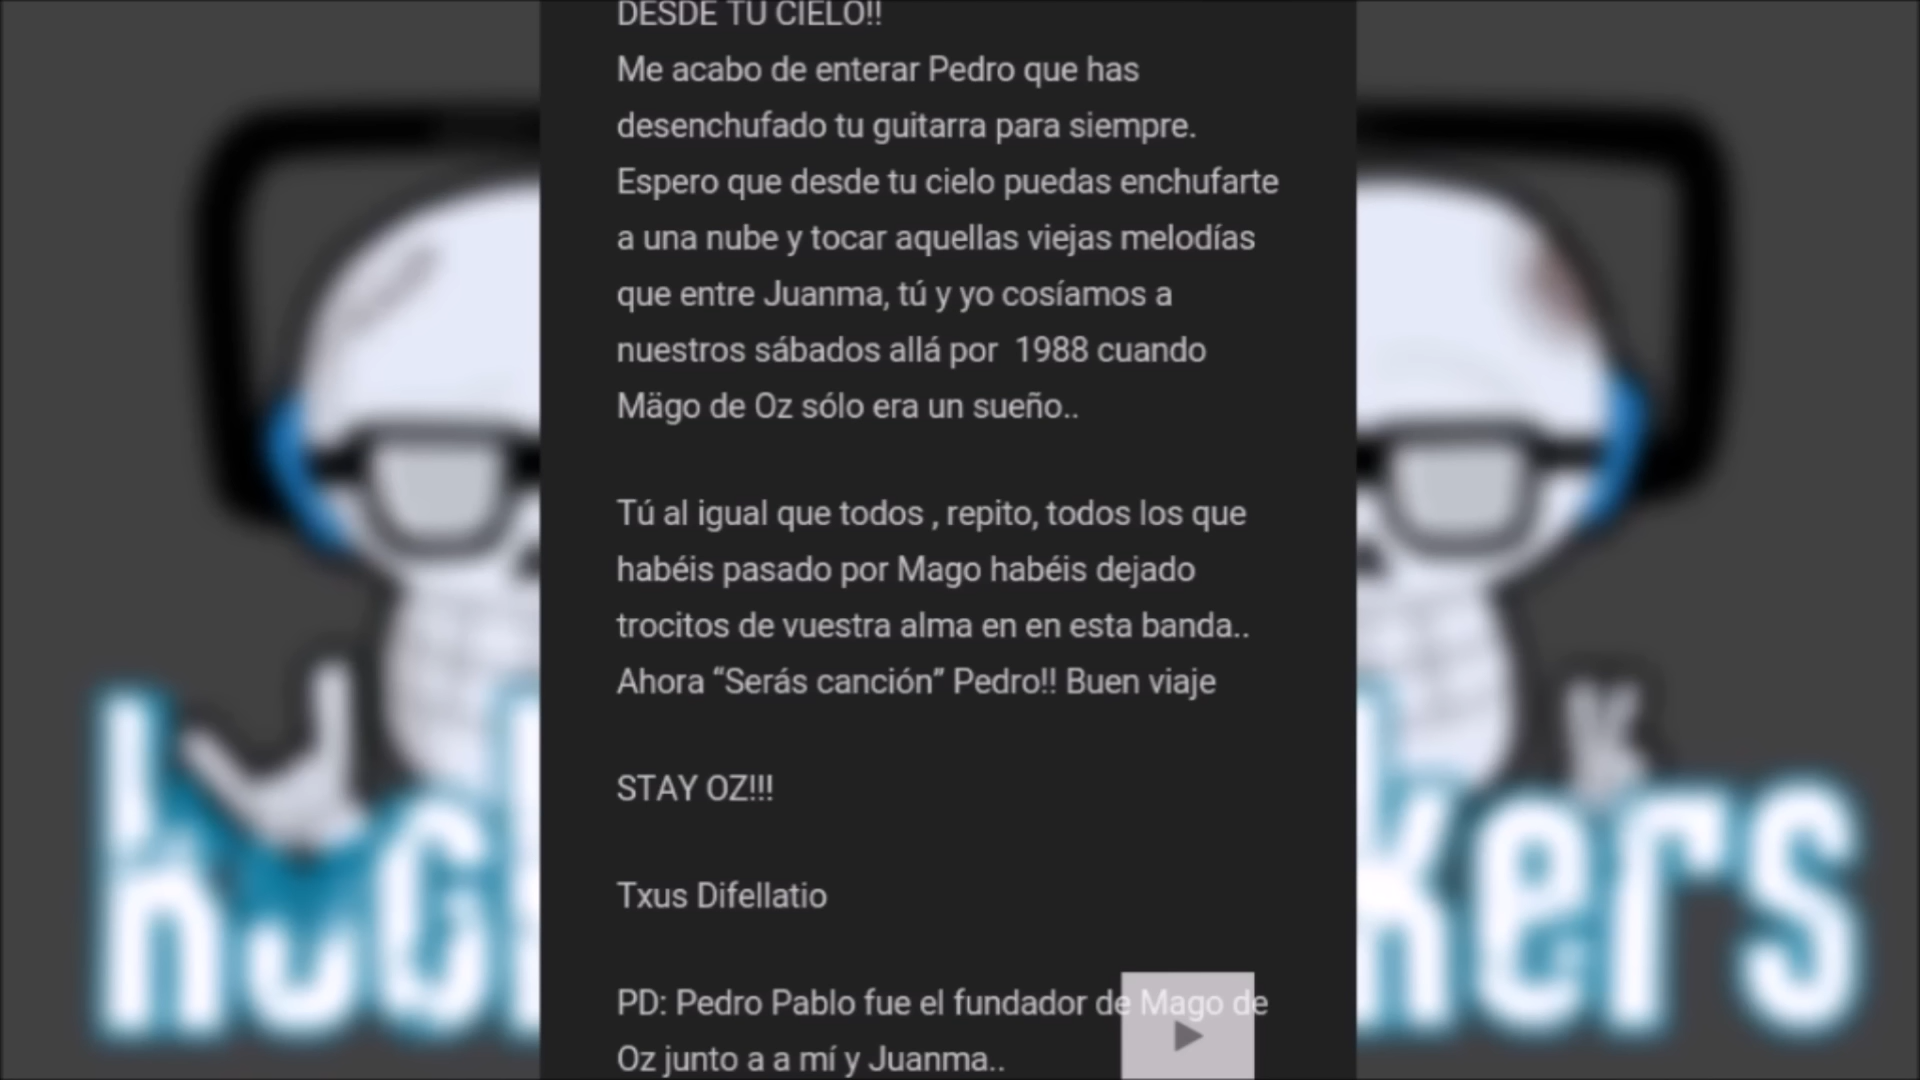 DESDE TU CIELO!!
Me acabo de enterar Pedro que has
desenchufado tu guitarra para siempre.
Espero que desde tu cielo puedas enchufarte
a una nube y tocar aquellas viejas melodías
que entre Juanma, tú y yo cosíamos a
nuestros sábados allá por  1988 cuando
Mägo de Oz sólo era un sueño..
Tú al igual que todos , repito, todos los que
habéis pasado por Mago habéis dejado
trocitos de vuestra alma en en esta banda..
Ahora “Serás canción” Pedro!! Buen viaje
STAY OZ!!!
Txus Difellatio
PD: Pedro Pablo fue el fundador de Mago de
Oz junto a a mí y Juanma..